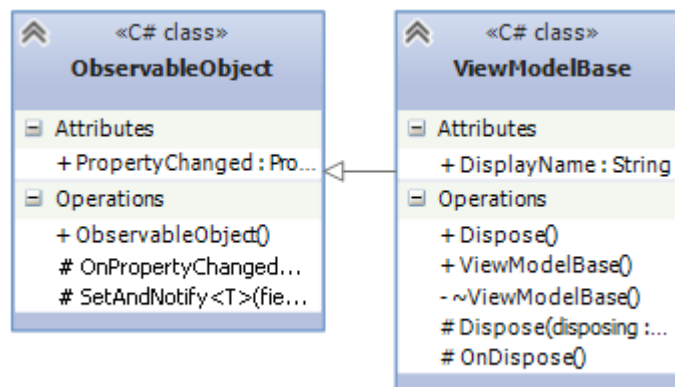 «C# class»
ObservableObject
Attributes
+ PropertyChanged : Pro...
Operations
+ ObservableObject()
# OnPropertyChanged...
# SetAndNotify<T>(fie...
«C# class»
ViewModelBase
Attributes
+ DisplayName : String
Operations
+ Dispose()
+ ViewModelBase()
- ~ViewModelBase()
# Dispose(disposing :...
# OnDispose()